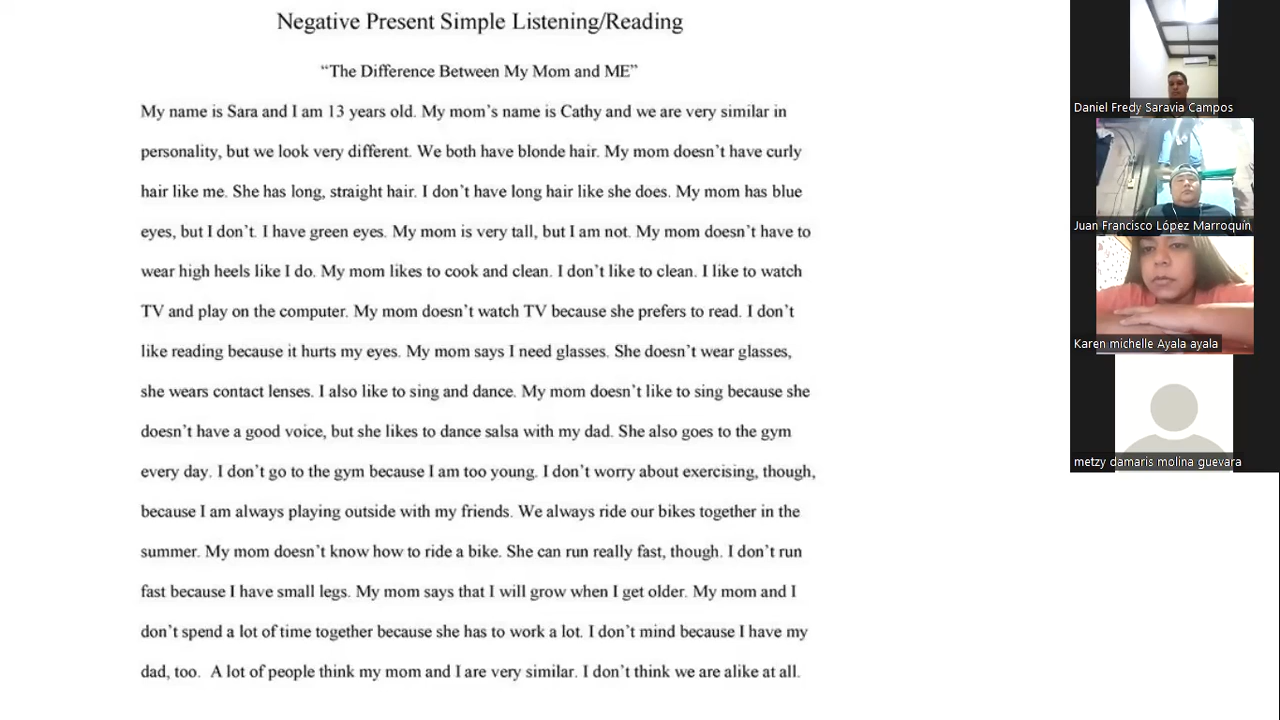 Negative Present Simple Listening/Reading
“The Difference Between My Mom and ME”
My name is Sara and I am 13 years old. My mom’s name is Cathy and we are very similar in
personality, but we look very different. We both have blonde hair. My mom doesn’t have curly
hair like me. She has long, straight hair. I don’t have long hair like she does. My mom has blue
eyes, but I don’t. I have green eyes. My mom is very tall, but I am not. My mom doesn’t have to
wear high heels like I do. My mom likes to cook and clean. I don’t like to clean. I like to watch
TV and play on the computer. My mom doesn’t watch TV because she prefers to read. I don’t
like reading because it hurts my eyes. My mom says I need glasses. She doesn’t wear glasses,
she wears contact lenses. I also like to sing and dance. My mom doesn’t like to sing because she
doesn’t have a good voice, but she likes to dance salsa with my dad. She also goes to the gym
every day. I don’t go to the gym because I am too young. I don’t worry about exercising, though,
because I am always playing outside with my friends. We always ride our bikes together in the
summer. My mom doesn’t know how to ride a bike. She can run really fast, though. I don’t run
fast because I have small legs. My mom says that I will grow when I get older. My mom and I
don’t spend a lot of time together because she has to work a lot. I don’t mind because I have my
dad, too.  A lot of people think my mom and I are very similar. I don’t think we are alike at all.
Daniel Fredy Saravia Campos
Juan Francisco López Marroquín
Karen michelle Ayala ayala
metzy damaris molina guevara